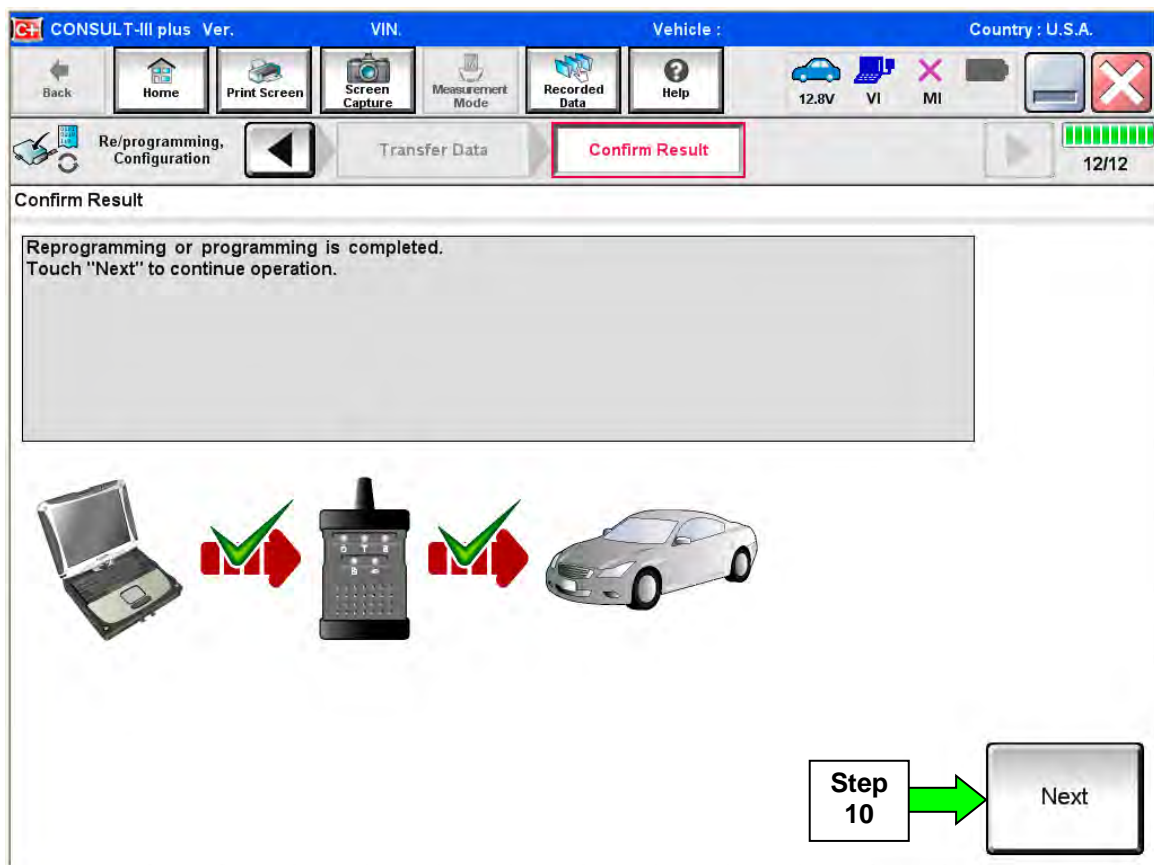 C+ CONSULT-III plus Ver. VIN. Vehicle : Country : U.S.A.
Back
Home
Print Screen
Screen
Capture
Measurement
Mode
Recorded
Data
Help
12.8V
VI
MI
Re/programming,
Configuration
Transfer Data
Confirm Result
12/12
Confirm Result
Reprogramming or programming is completed.
Touch "Next" to continue operation.
Step
10
Next